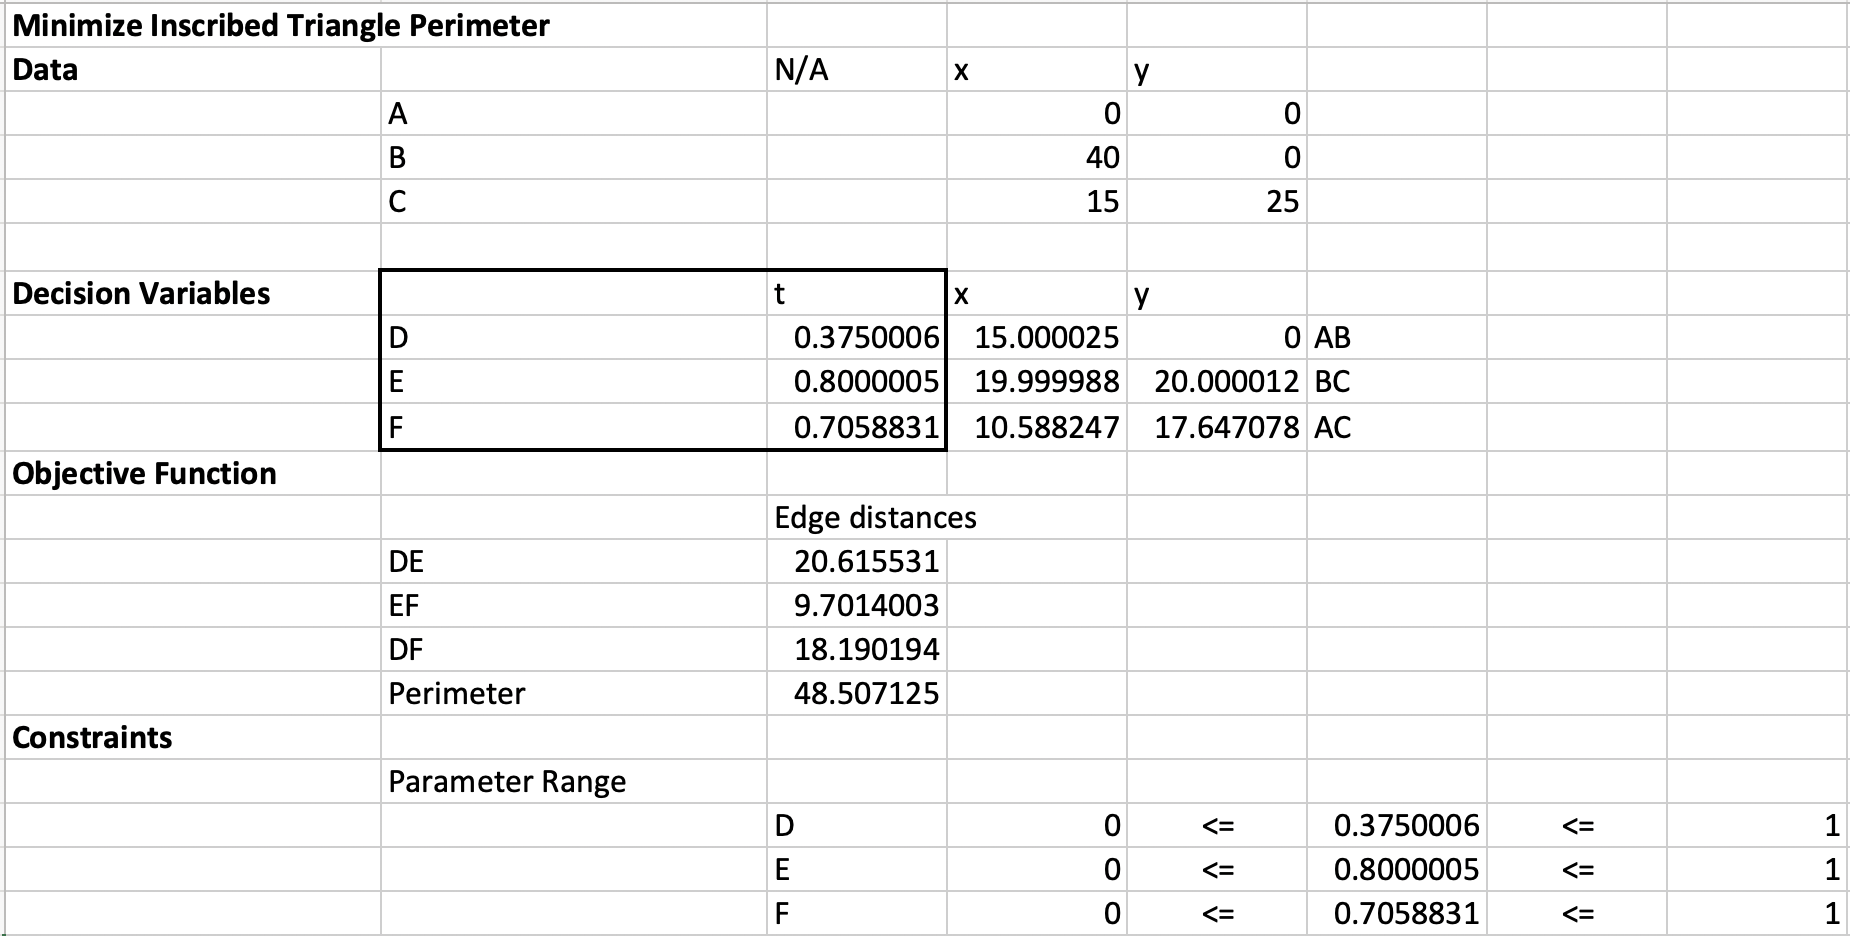 Minimize Inscribed Triangle Perimeter
Data N/A x y
A 0 0
B 40 0
C 15 25
Decision Variables t x y
D 0.3750006 15.000025 0 AB
E 0.8000005 19.999988 20.000012 BC
F 0.7058831 10.588247 17.647078 AC
Objective Function
Edge distances
DE 20.615531
EF 9.7014003
DF 18.190194
Perimeter 48.507125
Constraints
Parameter Range
D 0 <= 0.3750006 <= 1
E 0 <= 0.8000005 <= 1
F 0 <= 0.7058831 <= 1